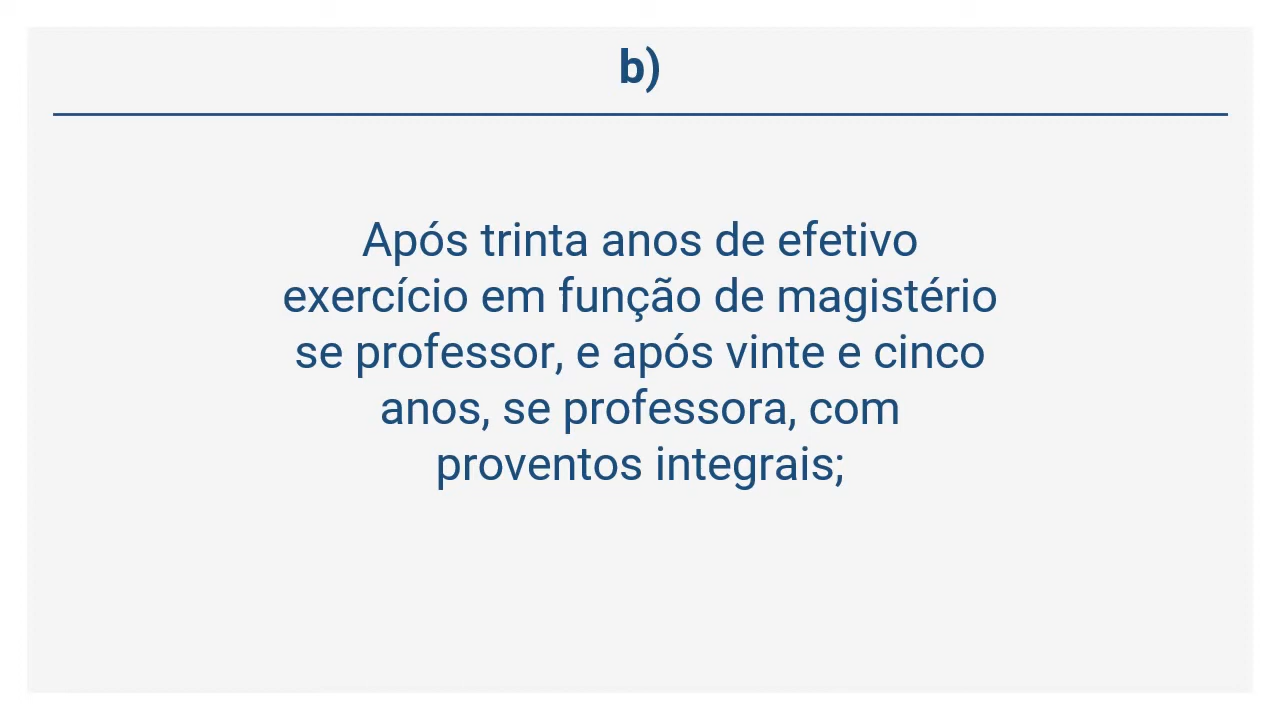 b)
Após trinta anos de efetivo
exercício em função de magistério
se professor, e após vinte e cinco
anos, se professora, com
proventos integrais;